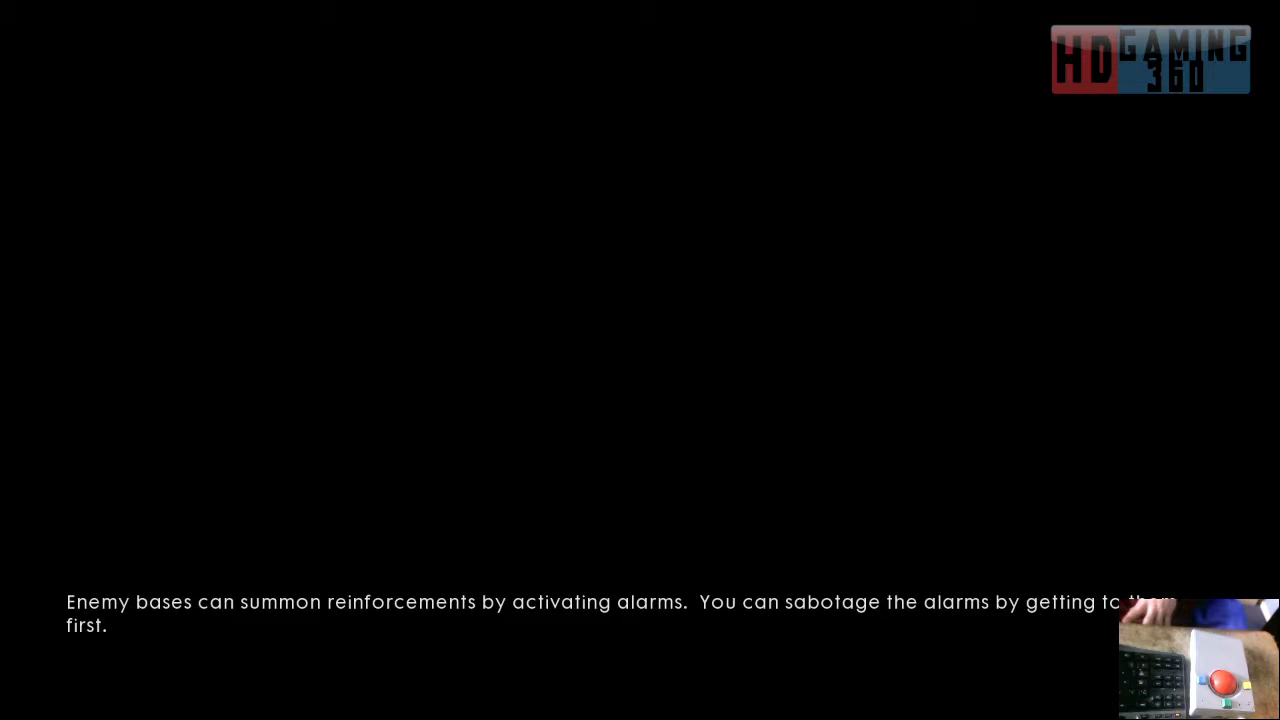 HD GAMING
360
Enemy bases can summon reinforcements by activating alarms. You can sabotage the alarms by getting to them
first.